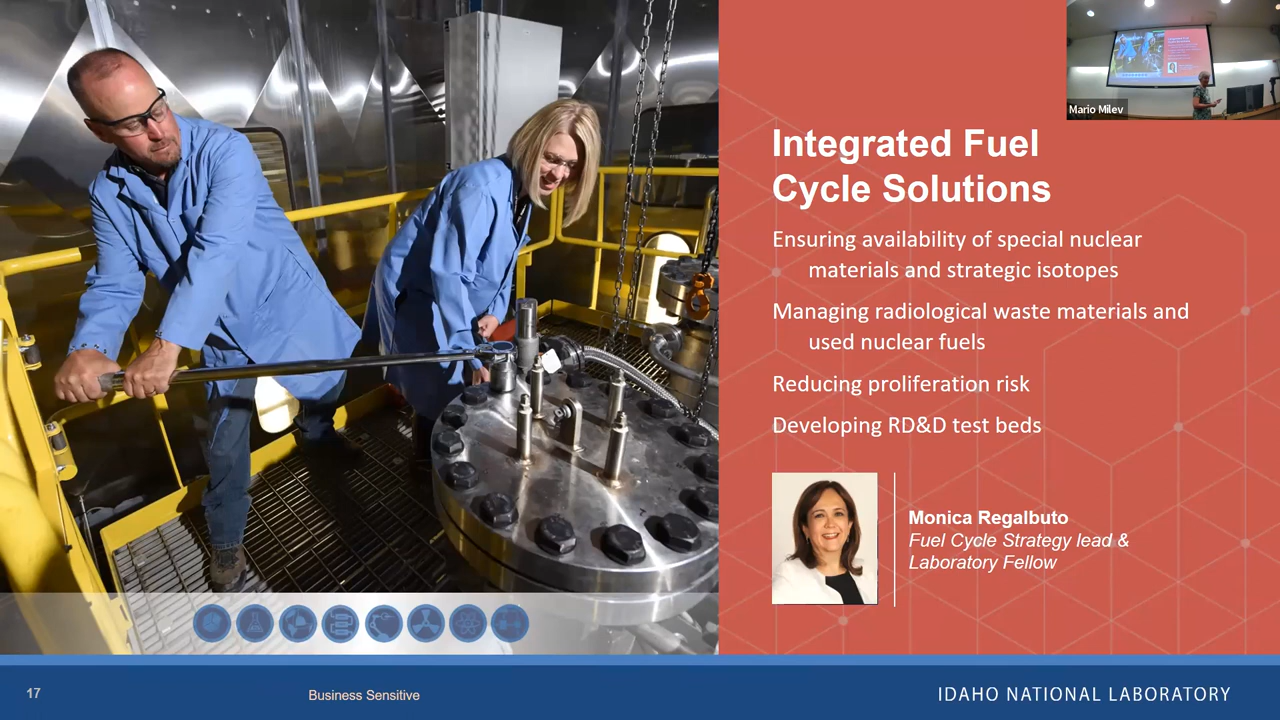 Mario Milev
Integrated Fuel
Cycle Solutions
Ensuring availability of special nuclear
materials and strategic isotopes
Managing radiological waste materials and
used nuclear fuels
Reducing proliferation risk
Developing RD&D test beds
Monica Regalbuto
Fuel Cycle Strategy lead &
Laboratory Fellow
17
Business Sensitive
IDAHO NATIONAL LABORATORY